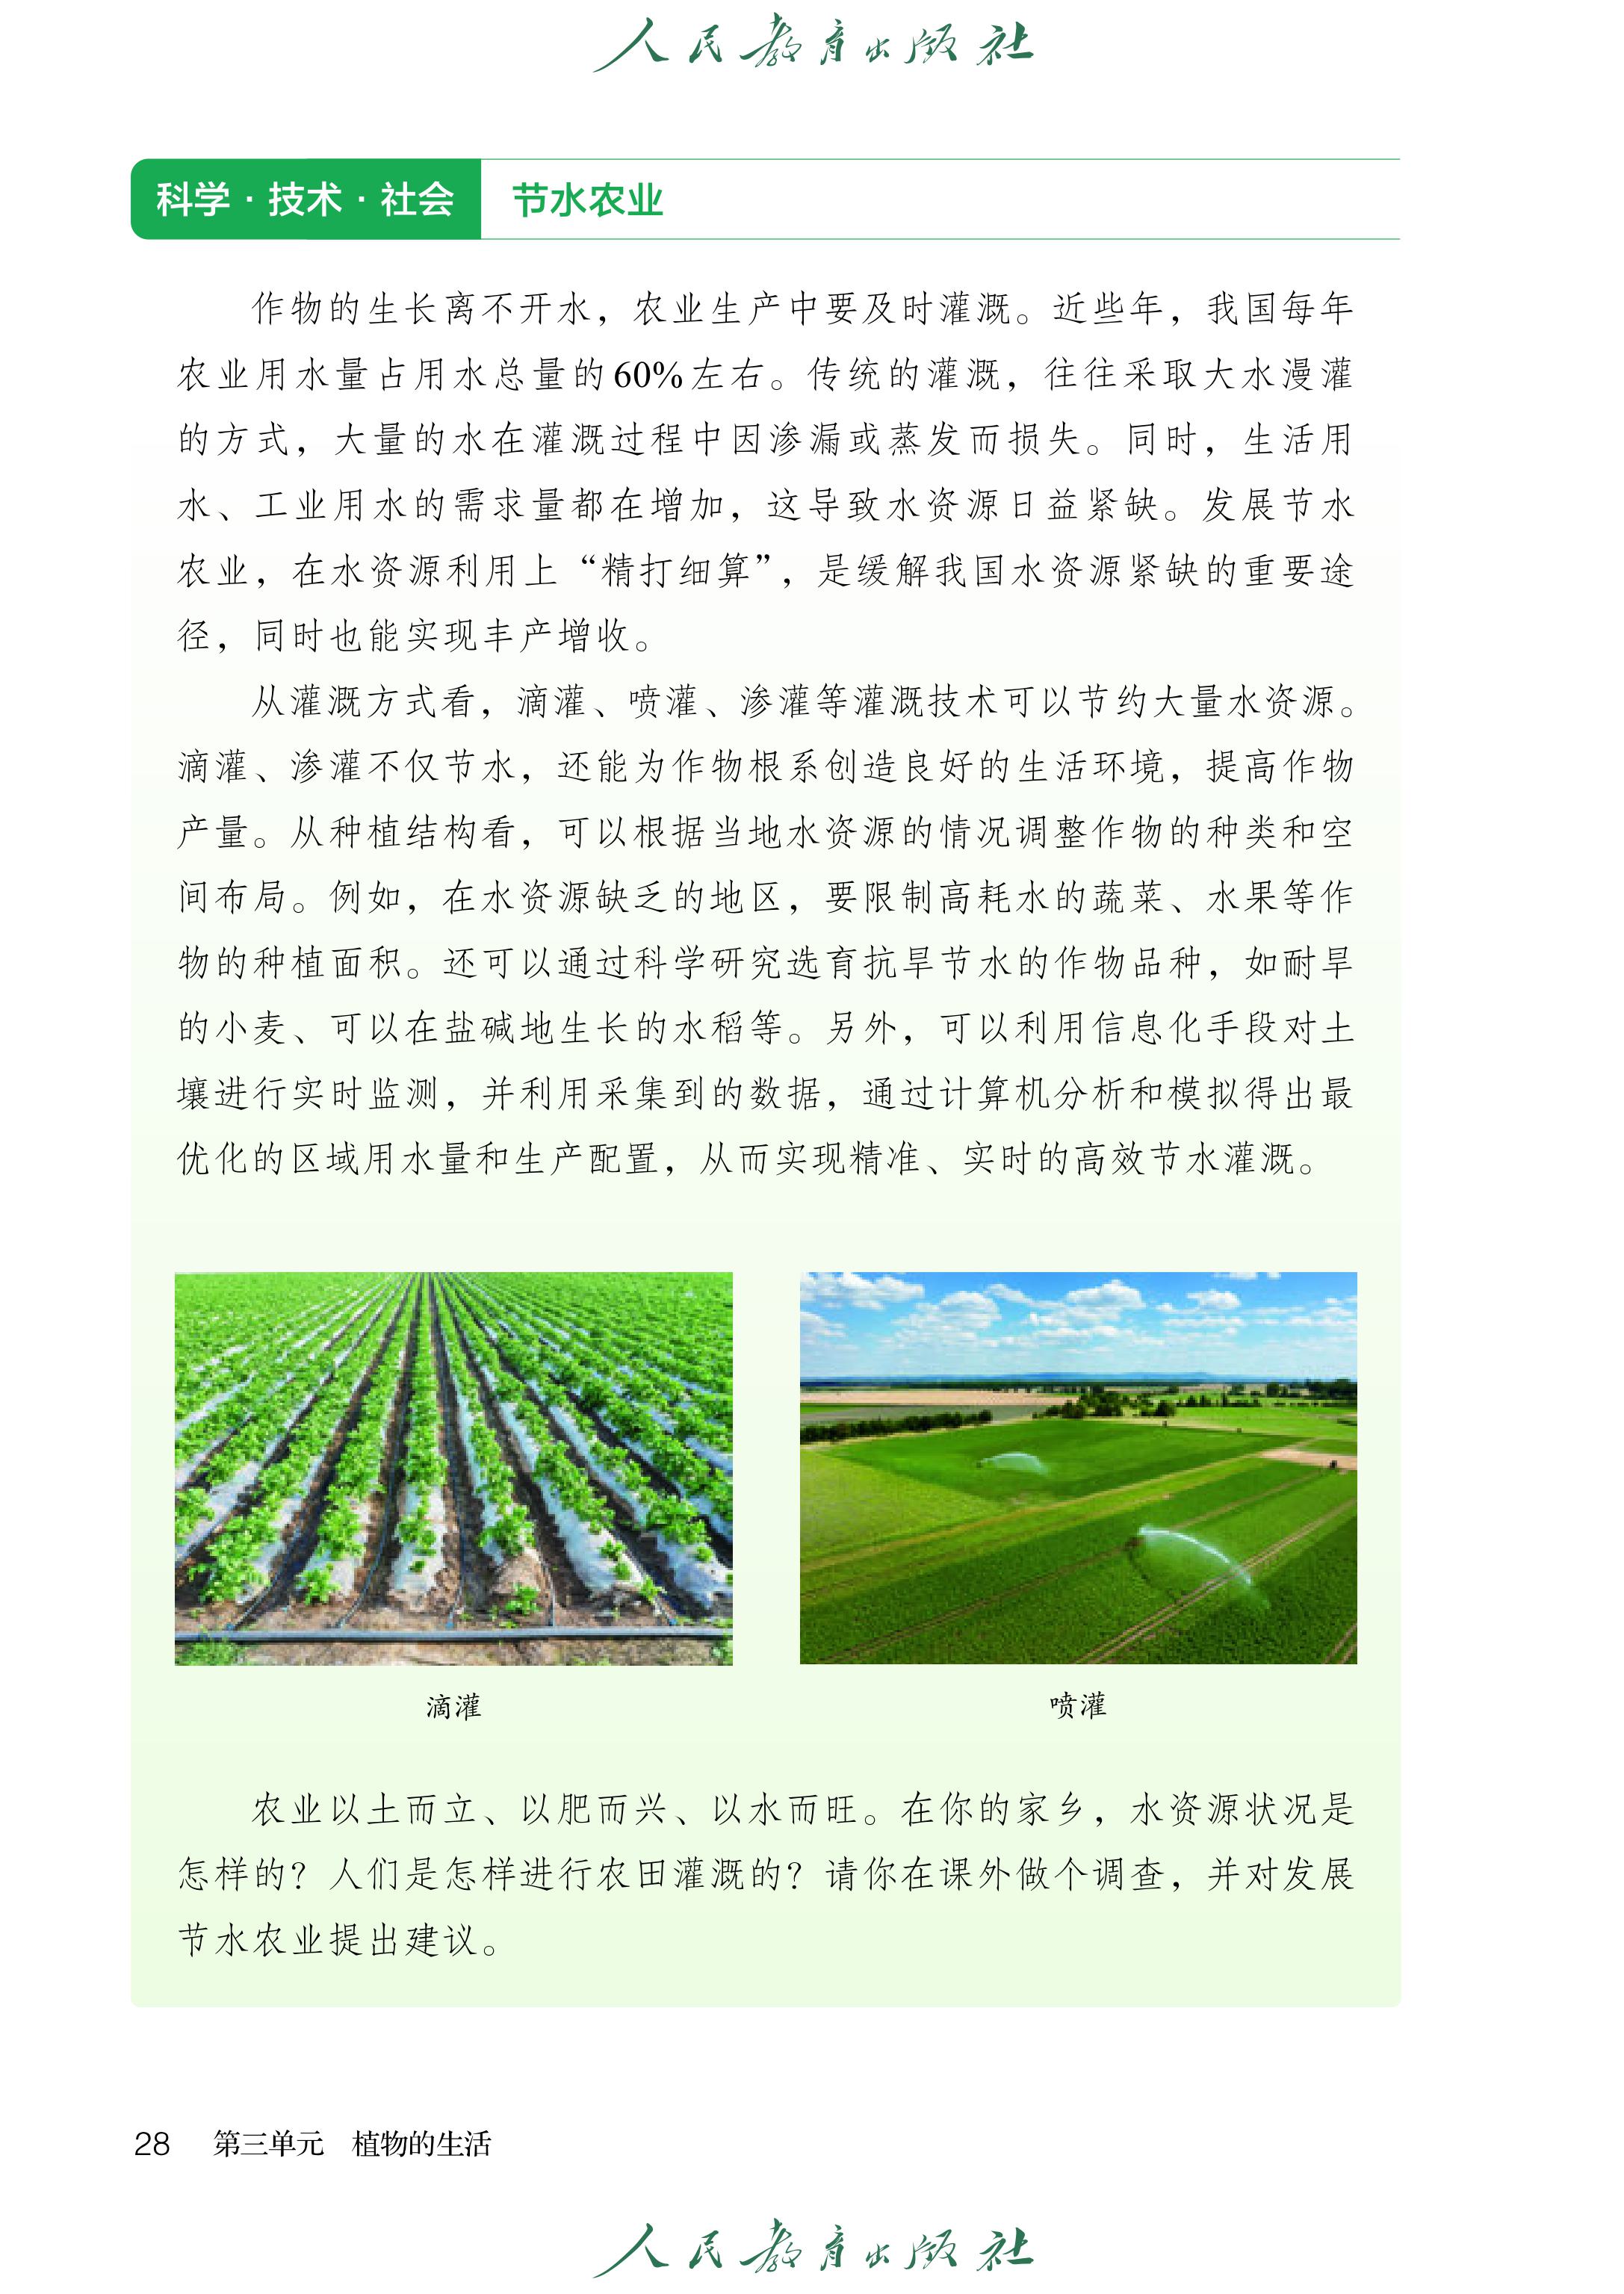 人民教育出版社
科学·技术·社会 节水农业
作物的生长离不开水，农业生产中要及时灌溉。近些年，我国每年
农业用水量占用水总量的60%左右。传统的灌溉，往往采取大水漫灌
的方式，大量的水在灌溉过程中因渗漏或蒸发而损失。同时，生活用
水、工业用水的需求量都在增加，这导致水资源日益紧缺。发展节水
农业，在水资源利用上“精打细算”，是缓解我国水资源紧缺的重要途
径，同时也能实现丰产增收。
从灌溉方式看，滴灌、喷灌、渗灌等灌溉技术可以节约大量水资源。
滴灌、渗灌不仅节水，还能为作物根系创造良好的生活环境，提高作物
产量。从种植结构看，可以根据当地水资源的情况调整作物的种类和空
间布局。例如，在水资源缺乏的地区，要限制高耗水的蔬菜、水果等作
物的种植面积。还可以通过科学研究选育抗旱节水的作物品种，如耐旱
的小麦、可以在盐碱地生长的水稻等。另外，可以利用信息化手段对土
壤进行实时监测，并利用采集到的数据，通过计算机分析和模拟得出最
优化的区域用水量和生产配置，从而实现精准、实时的高效节水灌溉。
滴灌 喷灌
农业以土而立、以肥而兴、以水而旺。在你的家乡，水资源状况是
怎样的？人们是怎样进行农田灌溉的？请你在课外做个调查，并对发展
节水农业提出建议。
28 第三单元 植物的生活
人民教育出版社